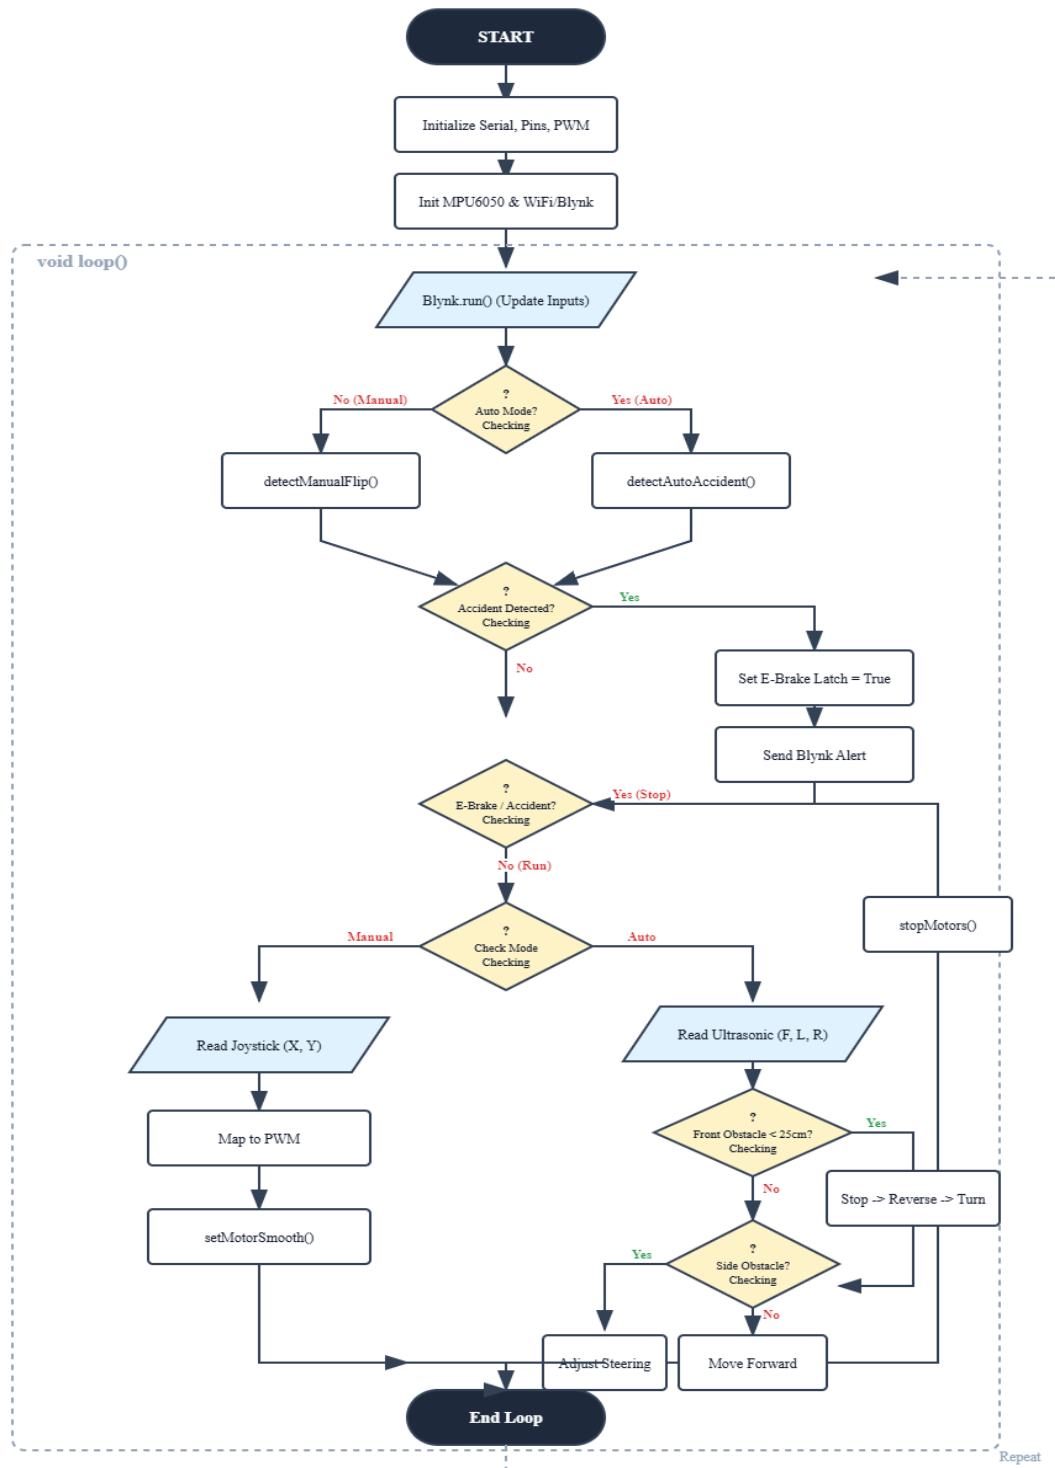 START
Initialize Serial, Pins, PWM
Init MPU6050 & WiFi/Blynk
void loop()
Blynk.run() (Update Inputs)
?
Auto Mode?
Checking
No (Manual)
Yes (Auto)
detectManualFlip()
detectAutoAccident()
?
Accident Detected?
Checking
Yes
No
Set E-Brake Latch = True
Send Blynk Alert
?
E-Brake / Accident?
Checking
Yes (Stop)
No (Run)
stopMotors()
?
Check Mode
Checking
Manual
Auto
Read Joystick (X, Y)
Read Ultrasonic (F, L, R)
Map to PWM
?
Front Obstacle < 25cm?
Checking
Yes
No
Stop -> Reverse -> Turn
setMotorSmooth()
?
Side Obstacle?
Checking
Yes
No
Adjust Steering
Move Forward
End Loop
Repeat